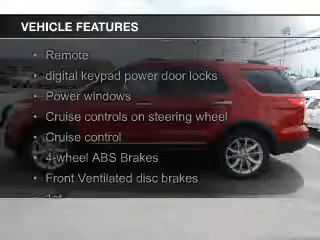 VEHICLE FEATURES
• Remote
• digital keypad power door locks
• Power windows
• Cruise controls on steering wheel
• Cruise control
• 4-wheel ABS Brakes
• Front Ventilated disc brakes
• 1st